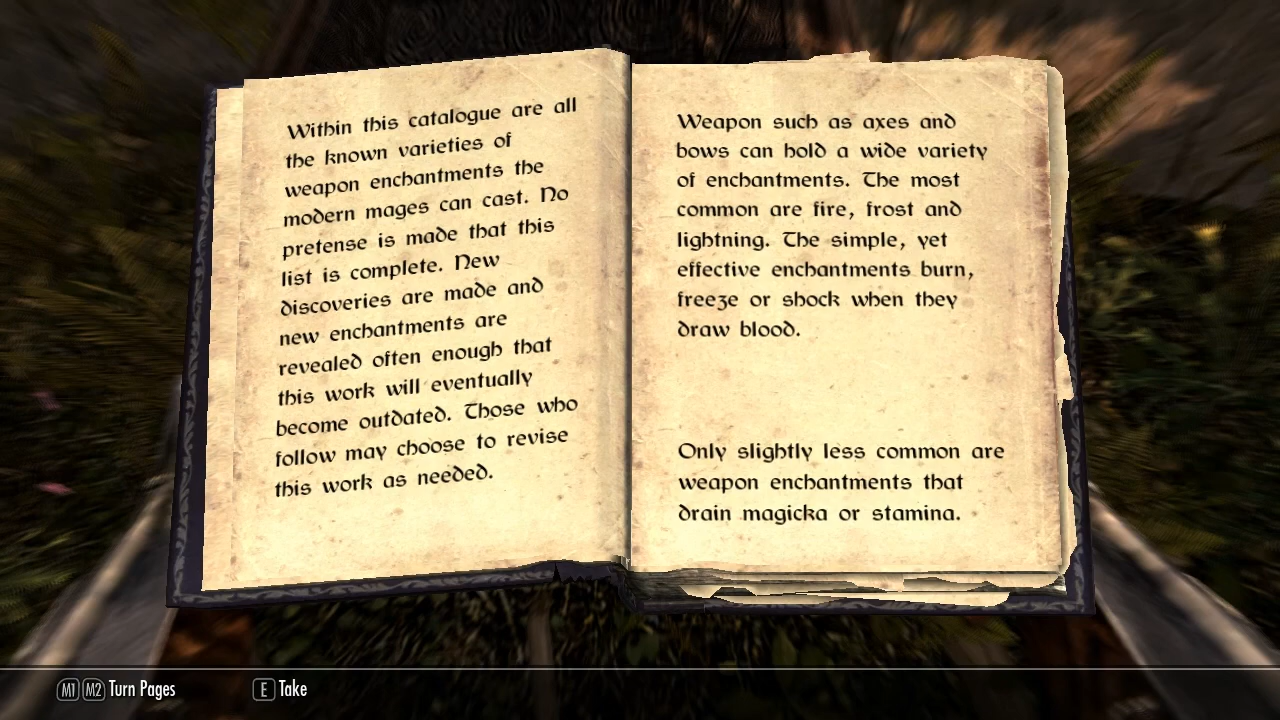 Within this catalogue are all
the known varieties of
weapon enchantments the
modern mages can cast. No
pretense is made that this
list is complete. New
discoveries are made and
new enchantments are
revealed often enough that
this work will eventually
become outdated. Those who
follow may choose to revise
this work as needed.
Weapon such as axes and
bows can hold a wide variety
of enchantments. The most
common are fire, frost and
lightning. The simple, yet
effective enchantments burn,
freeze or shock when they
draw blood.
Only slightly less common are
weapon enchantments that
drain magicka or stamina.
M1 M2 Turn Pages
E Take